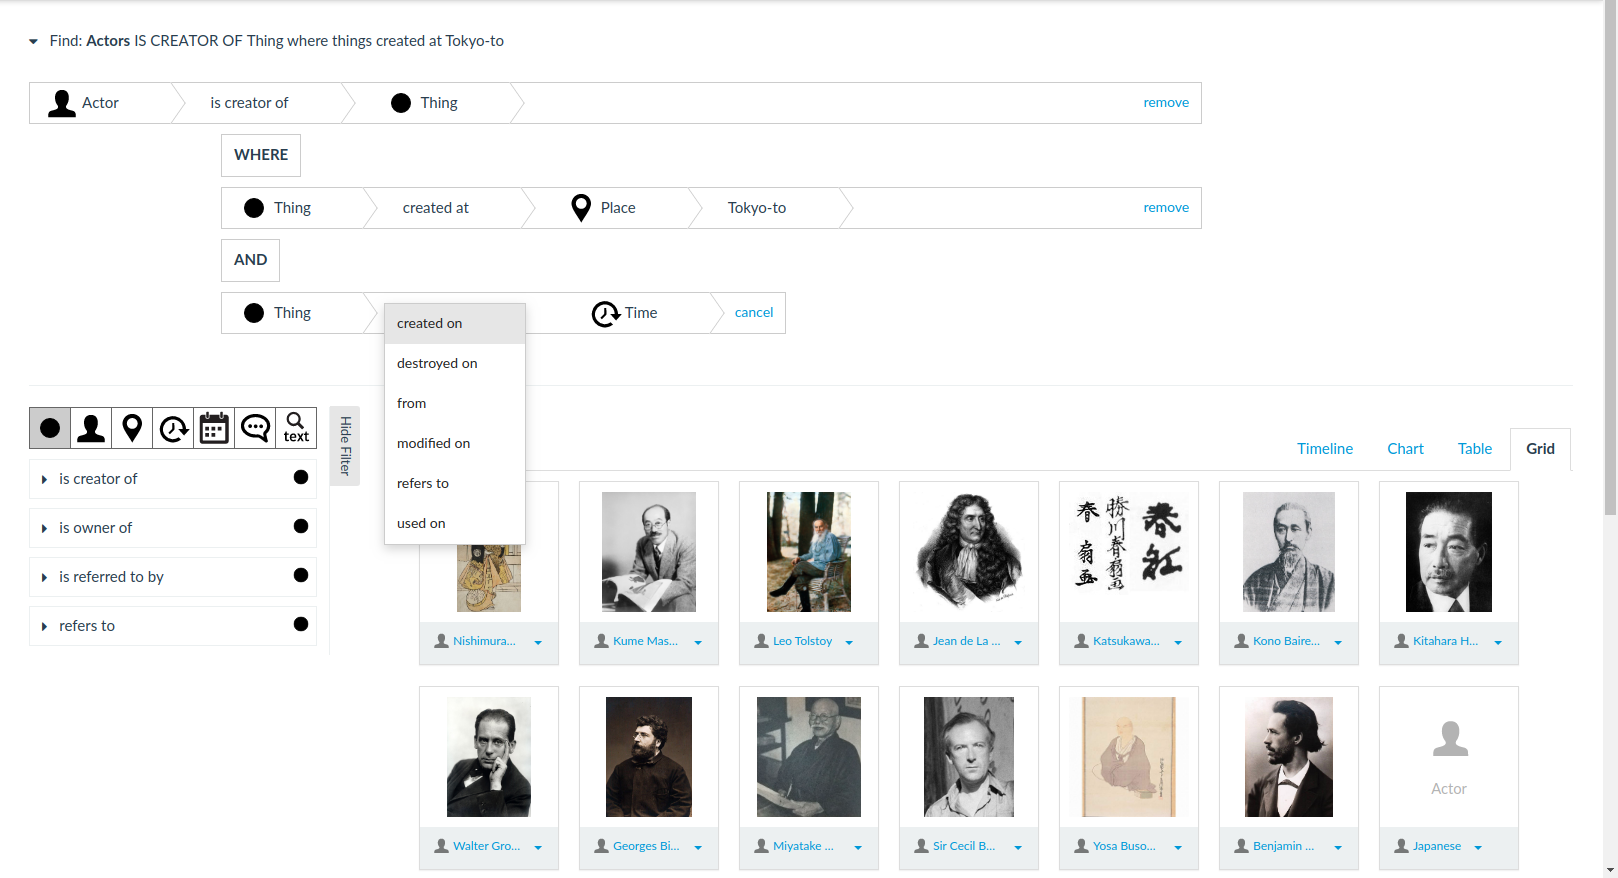 Find: Actors IS CREATOR OF Thing where things created at Tokyo-to
Actor is creator of Thing remove
WHERE
Thing created at Place Tokyo-to remove
AND
Thing Time cancel
created on
destroyed on
from
modified on
refers to
used on
text
Hide Filter
is creator of
is owner of
is referred to by
refers to
Timeline Chart Table Grid
春 勝川春扇画 春紅
扇画
Nishimura... Kume Mas... Leo Tolstoy Jean de La ... Katsukawa... Kono Baire... Kitahara H...
Actor
Walter Gro... Georges Bi... Miyatake ... Sir Cecil B... Yosa Buso... Benjamin ... Japanese